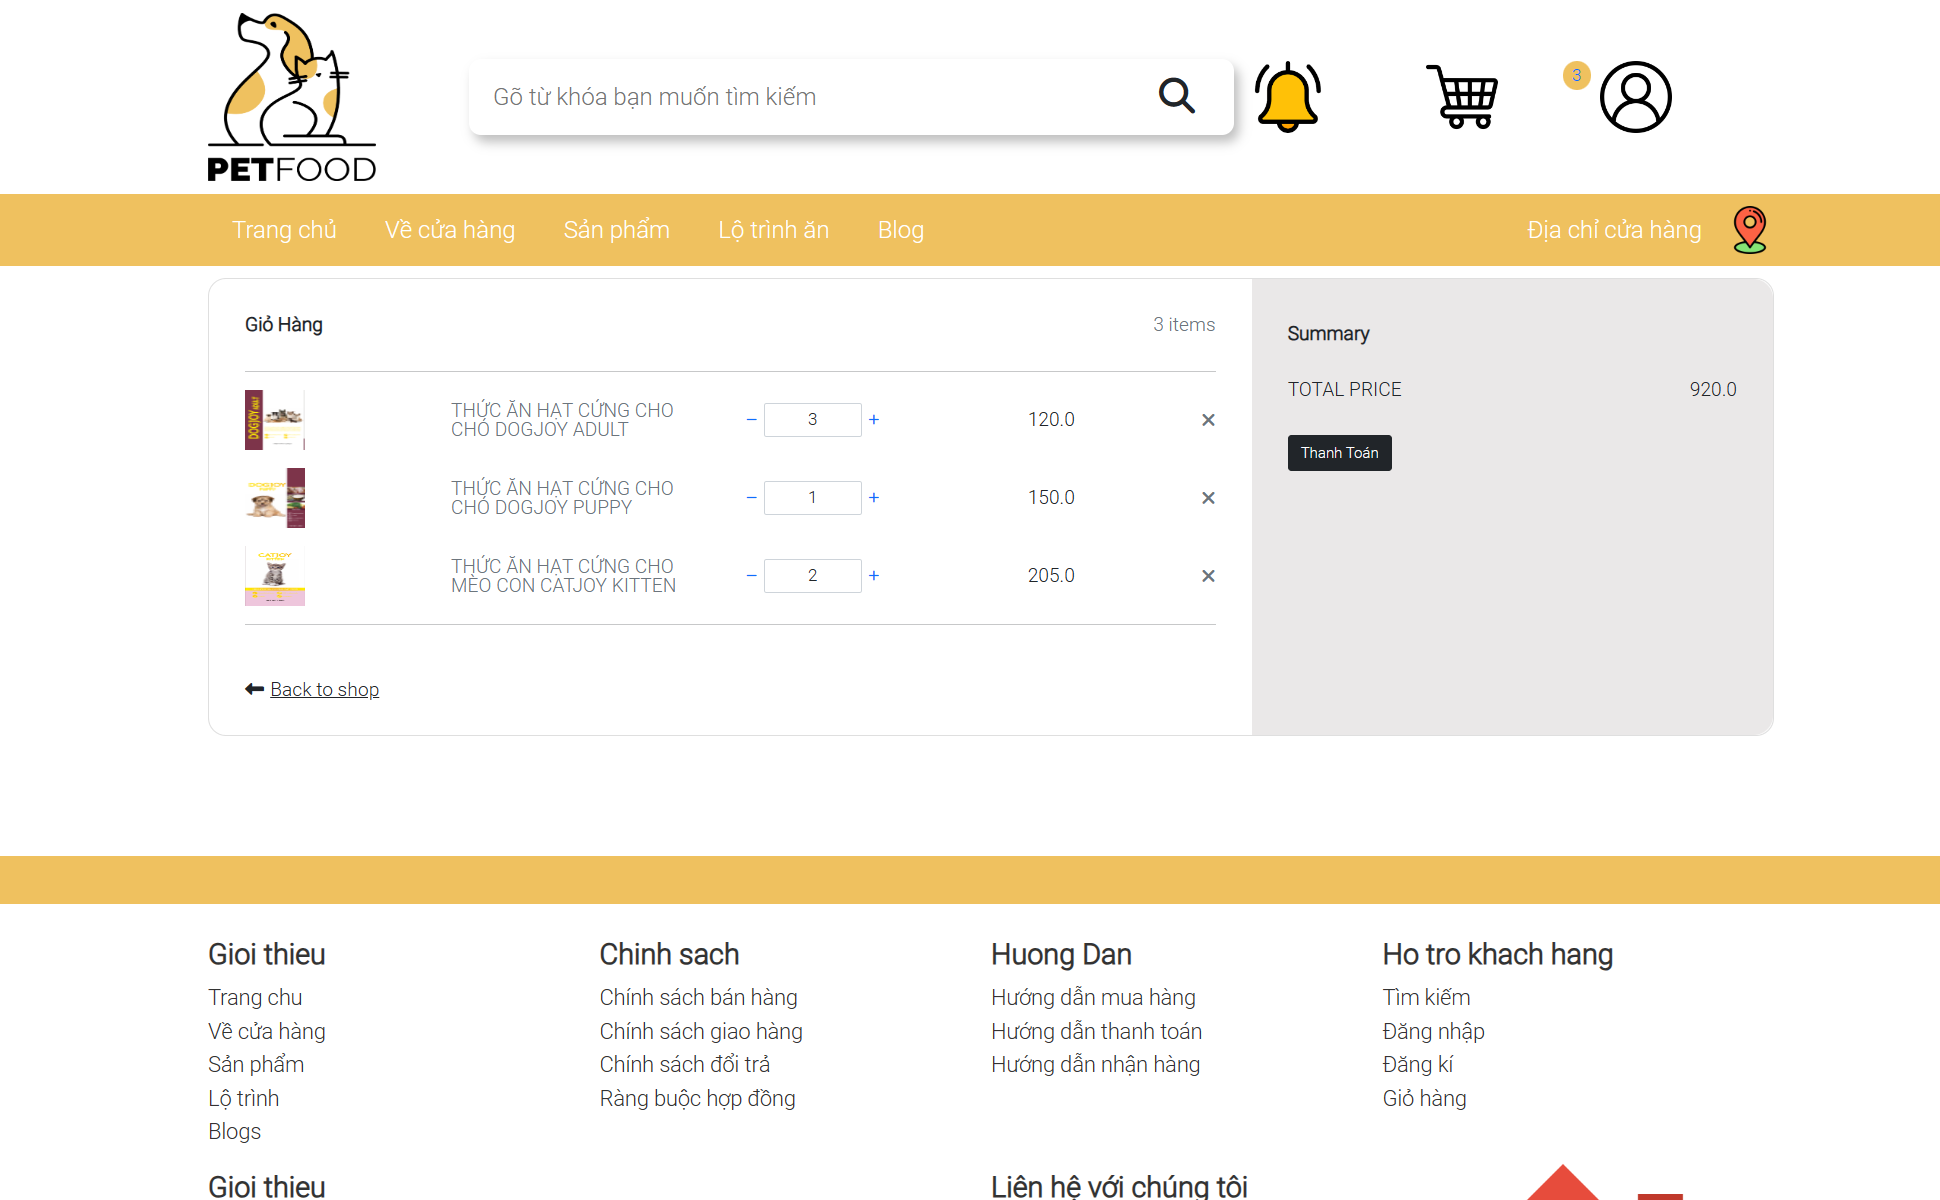 PETFOOD
Gõ từ khóa bạn muốn tìm kiếm
3
Trang chủ
Về cửa hàng
Sản phẩm
Lộ trình ăn
Blog
Địa chỉ cửa hàng
Giỏ Hàng
3 items
DOGJOY ADULT
THỨC ĂN HẠT CỨNG CHO
CHÓ DOGJOY ADULT
− 3 +
120.0
×
DOGJOY
THỨC ĂN HẠT CỨNG CHO
CHÓ DOGJOY PUPPY
− 1 +
150.0
×
CATJOY
THỨC ĂN HẠT CỨNG CHO
MÈO CON CATJOY KITTEN
− 2 +
205.0
×
Back to shop
Summary
TOTAL PRICE 920.0
Thanh Toán
Gioi thieu
Trang chu
Về cửa hàng
Sản phẩm
Lộ trình
Blogs
Chinh sach
Chính sách bán hàng
Chính sách giao hàng
Chính sách đổi trả
Ràng buộc hợp đồng
Huong Dan
Hướng dẫn mua hàng
Hướng dẫn thanh toán
Hướng dẫn nhận hàng
Ho tro khach hang
Tìm kiếm
Đăng nhập
Đăng kí
Giỏ hàng
Gioi thieu
Liên hệ với chúng tôi